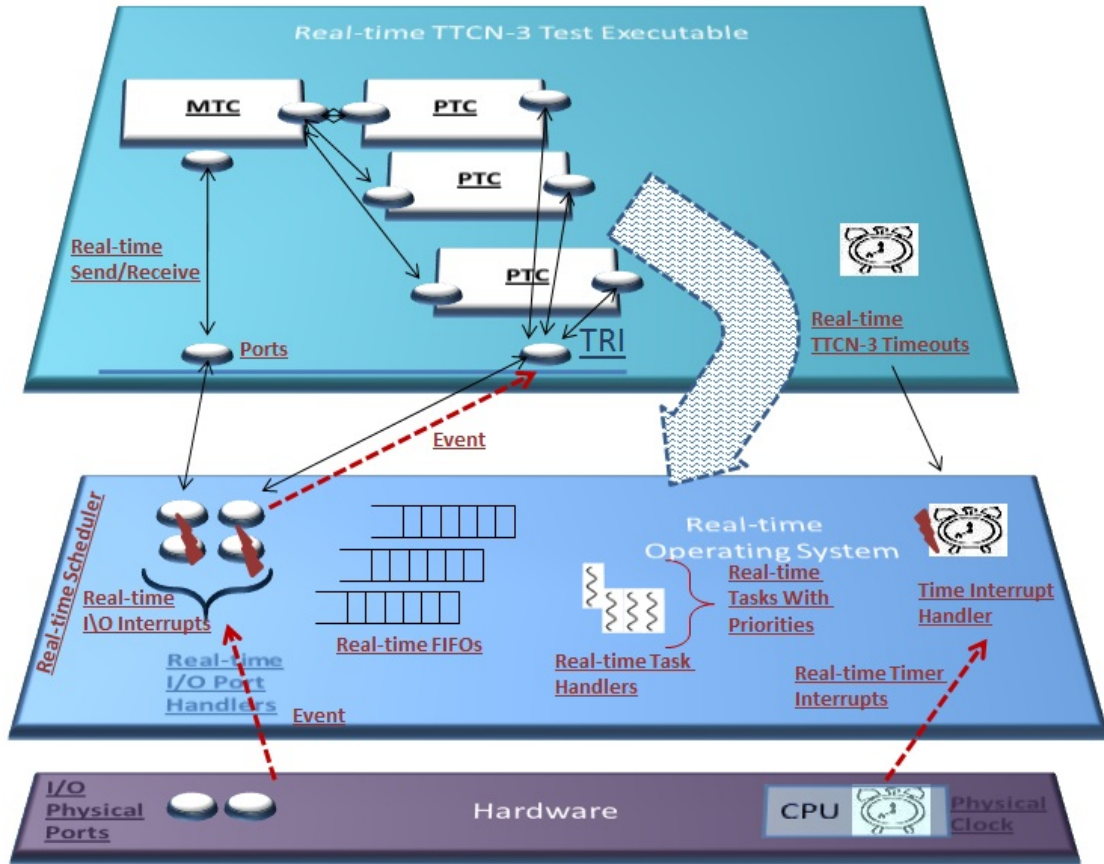 Real-time TTCN-3 Test Executable
MTC
PTC
PTC
PTC
Real-time
Send/Receive
Ports
TRI
Real-time
TTCN-3 Timeouts
Event
Real-time Scheduler
Real-time
Operating System
Real-time
I\O Interrupts
Real-time FIFOs
Real-time
Tasks With
Priorities
Time Interrupt
Handler
Real-time Task
Handlers
Real-time
I/O Port
Handlers
Real-time Timer
Interrupts
Event
I/O
Physical
Ports
Hardware
CPU
Physical
Clock